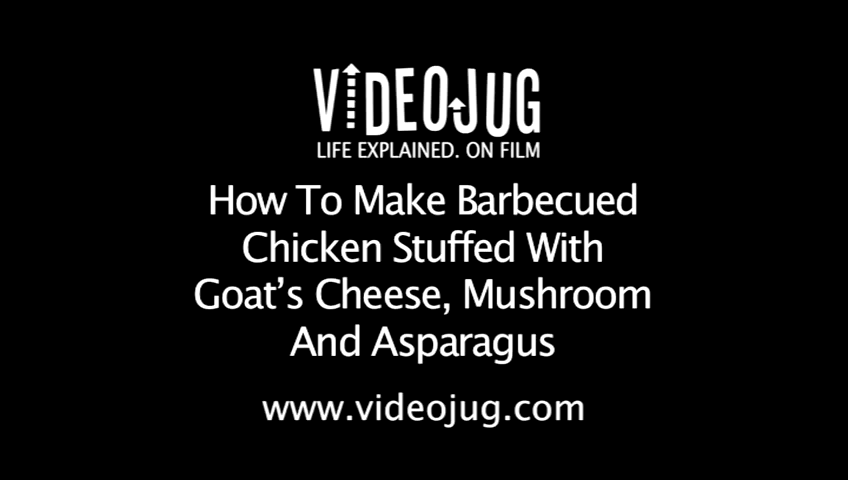 VIDEOJUG
LIFE EXPLAINED. ON FILM
How To Make Barbecued
Chicken Stuffed With
Goat’s Cheese, Mushroom
And Asparagus
www.videojug.com